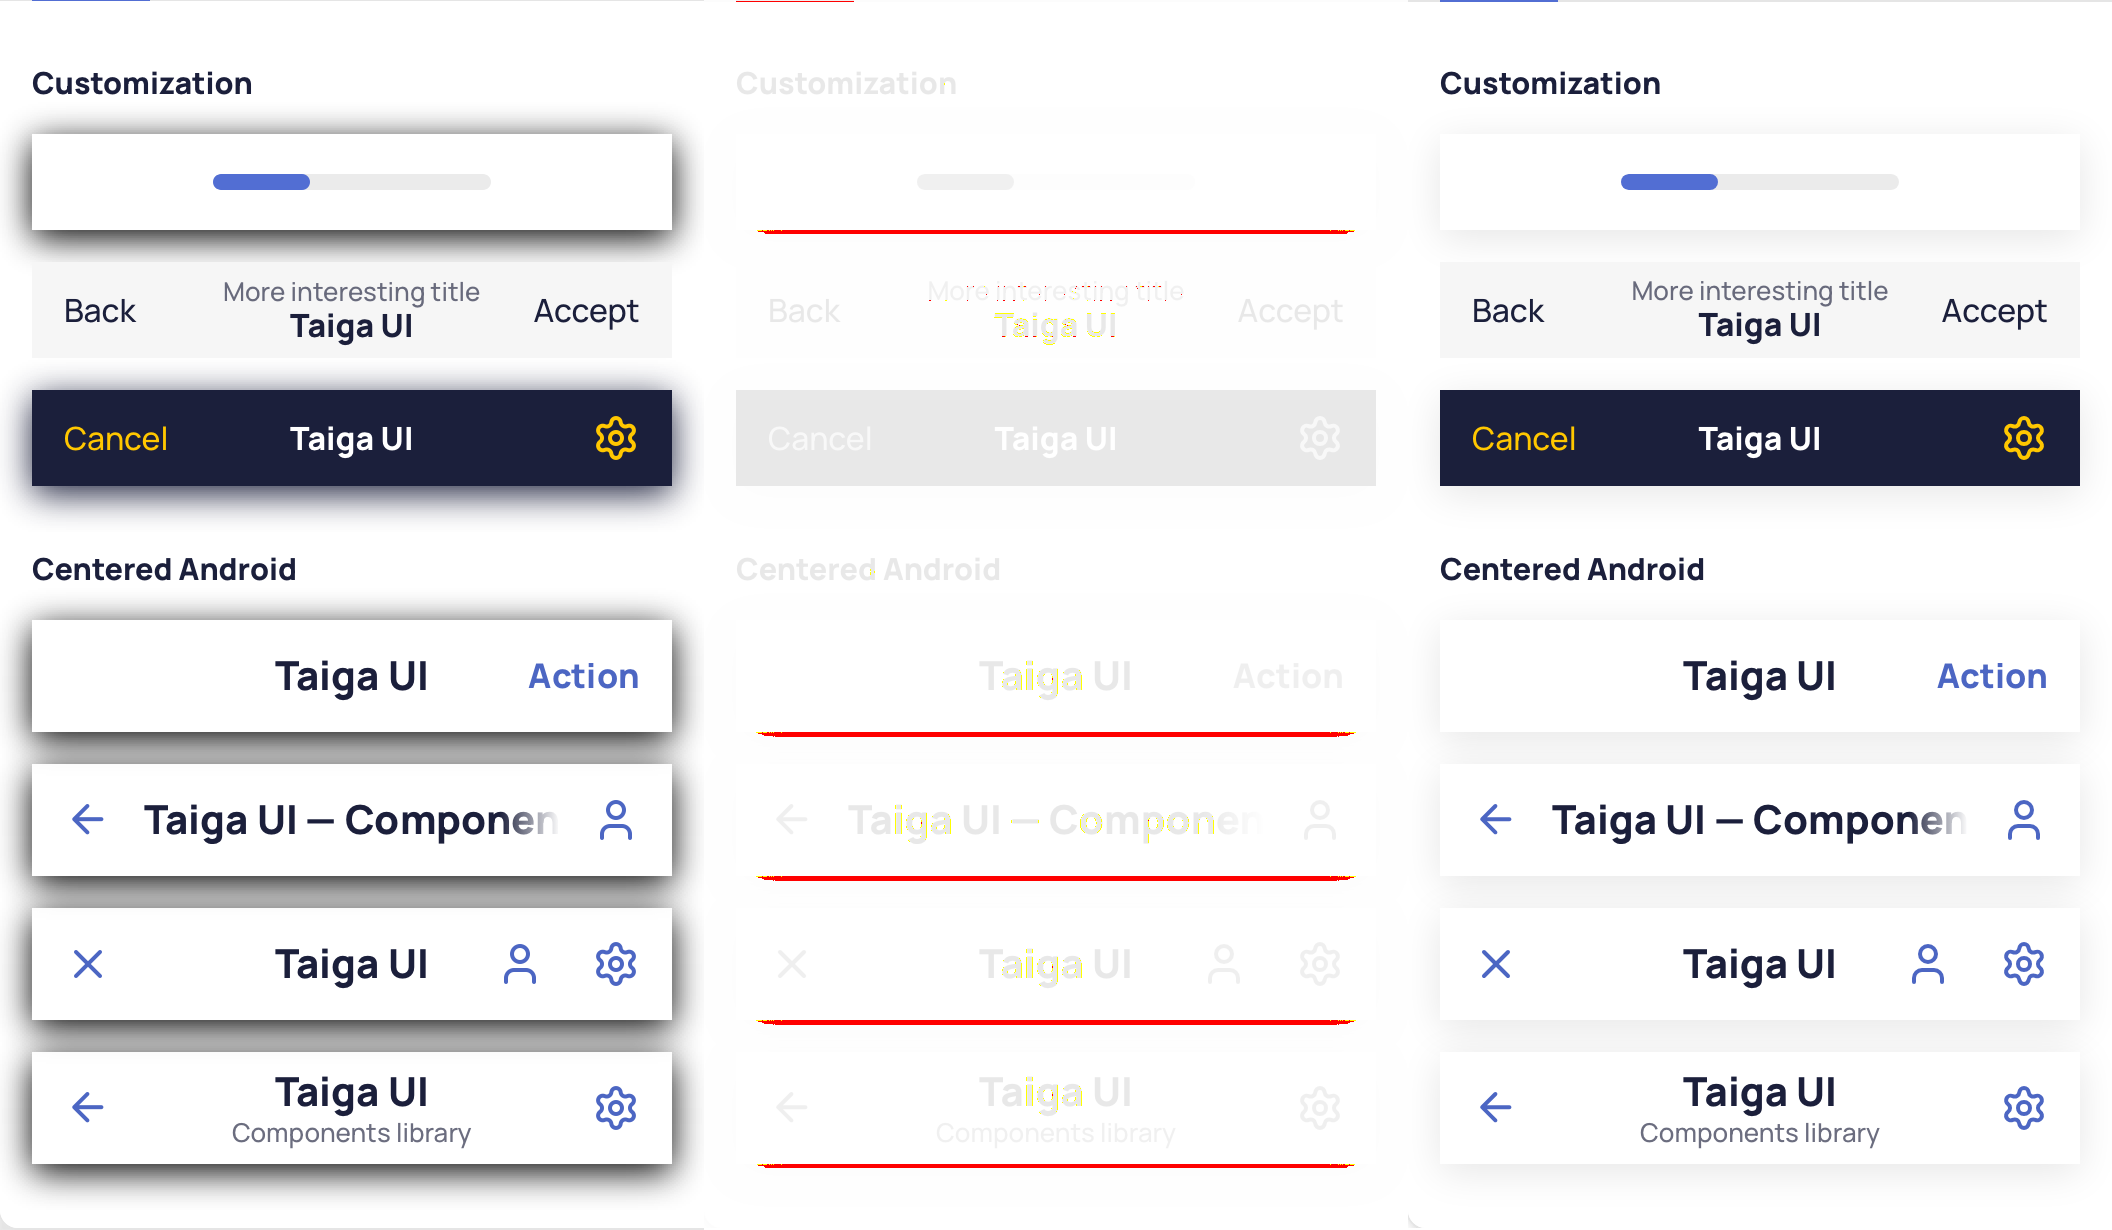 Customization
More interesting title
Back Taiga UI Accept
Cancel Taiga UI
Centered Android
Taiga UI Action
Taiga UI — Componen
Taiga UI
Taiga UI
Components library
Customization
More interesting title
Back Taiga UI Accept
Cancel Taiga UI
Centered Android
Taiga UI Action
Taiga UI — Componen
Taiga UI
Taiga UI
Components library
Customization
More interesting title
Back Taiga UI Accept
Cancel Taiga UI
Centered Android
Taiga UI Action
Taiga UI — Componen
Taiga UI
Taiga UI
Components library